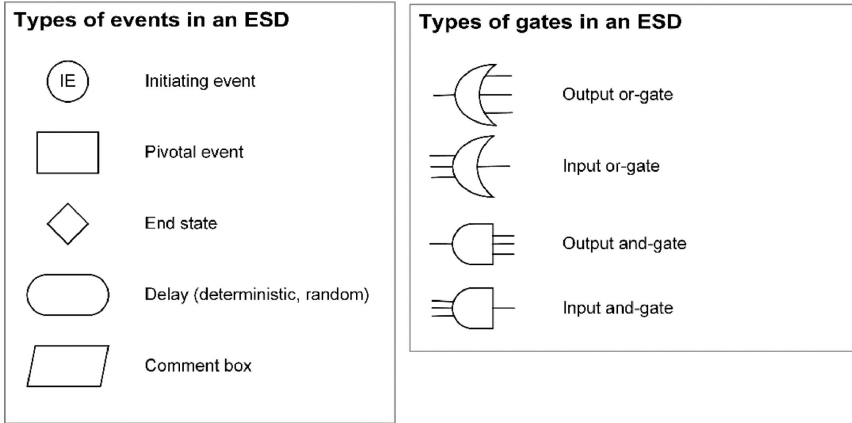 Types of events in an ESD
IE
Initiating event
Pivotal event
End state
Delay (deterministic, random)
Comment box
Types of gates in an ESD
Output or-gate
Input or-gate
Output and-gate
Input and-gate